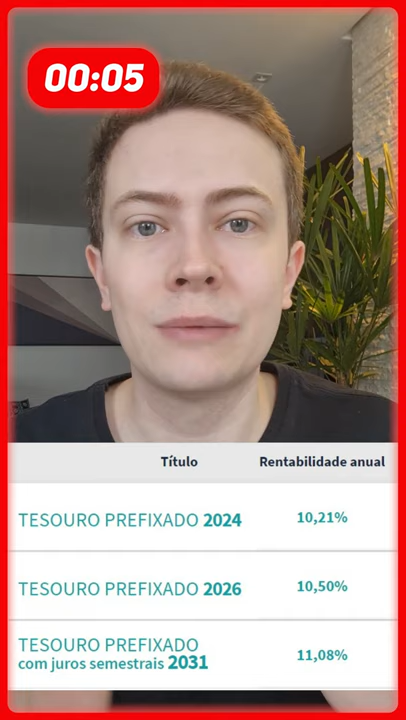 00:05
Título Rentabilidade anual
TESOURO PREFIXADO 2024 10,21%
TESOURO PREFIXADO 2026 10,50%
TESOURO PREFIXADO
com juros semestrais 2031 11,08%